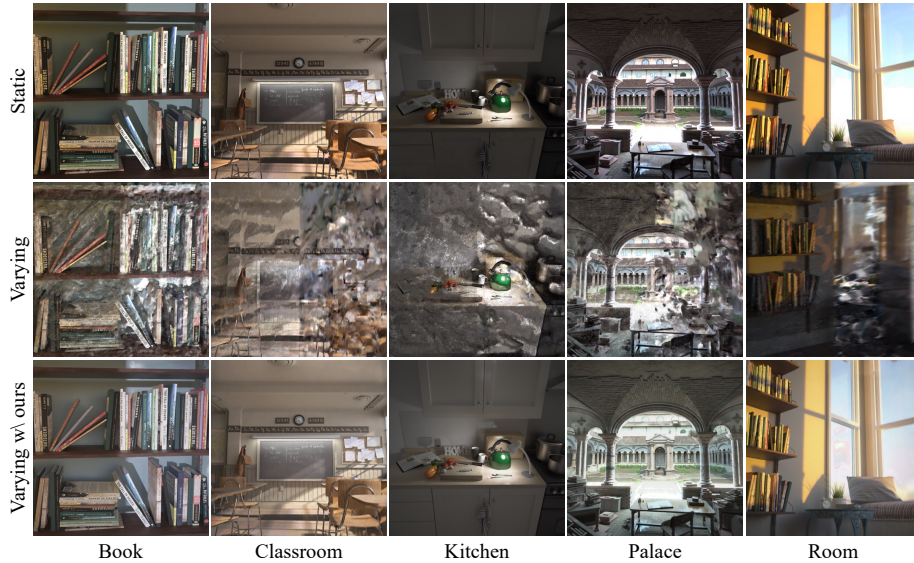 Static
Varying
Varying w\ ours
Book
Classroom
Kitchen
Palace
Room